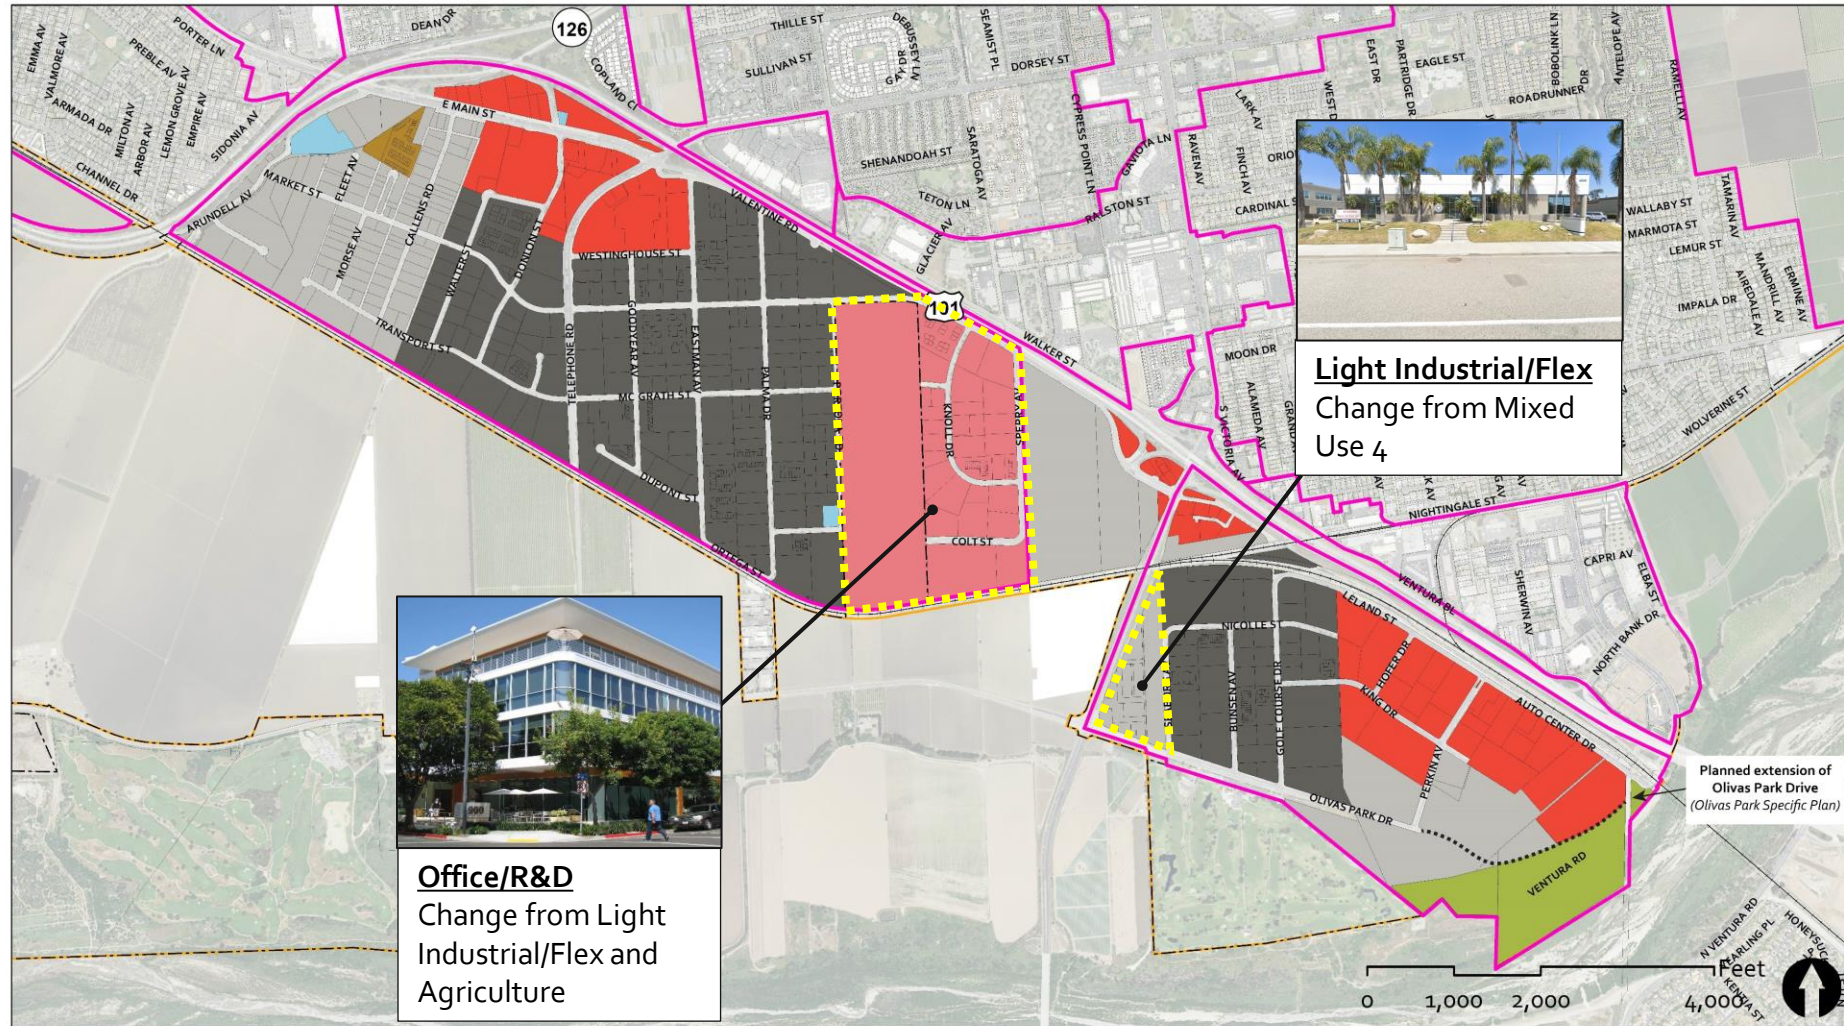 EMMA AV
VALMORE AV
PORTER LN
PREBLE AV
ARMADA DR
MILTON AV
ARBOR AV
LEMON GROVE AV
EMPIRE AV
SIDONIA AV
CHANNEL DR
DEAN DR
126
COPLAND CI
THILLE ST
SULLIVAN ST
DEBUSSEY LN
GAY DR
SEAMIST PL
DORSEY ST
CYPRESS POINT LN
SARATOGA AV
SHENANDOAH ST
TETON LN
GLACIER AV
RALSTON ST
GAVIOTA LN
RAVEN AV
LARK AV
FINCH AV
CARDINAL
WEST D
EAST DR
PARTRIDGE DR
EAGLE ST
ROADRUNNER
DR
BOBOLINK LN
ANTELOPE AV
RAMELLI AV
WALLABY ST
MARMOTA ST
LEMUR ST
TAMARIN AV
MANDRILL AV
AIREDALE AV
ERMINE AV
IMPALA DR
WOLVERINE ST
E MAIN ST
MARKET ST
FLEET AV
ARUNDELL AV
MORSE AV
CALLENS RD
WALTER ST
DONLON ST
TRANSPORT ST
WESTINGHOUSE ST
VALENTINE RD
TELEPHONE RD
GOODYEAR AV
EASTMAN AV
PALMA DR
MC GRATH ST
DUPONT ST
ORTEGA ST
101
WALKER ST
KNOLL DR
SPERRY AV
COLT ST
MOON DR
ALAMEDA AV
S VICTORIA AV
NIGHTINGALE ST
Light Industrial/Flex
Change from Mixed
Use 4
VENTURA BL
CAPRI AV
SHERWIN AV
ELBA ST
NORTH BANK DR
LELAND ST
NICOLLE ST
BUNSEN AV
GOLF COURSE DR
HOFER DR
KING DR
PERKIN AV
AUTO CENTER DR
OLIVAS PARK DR
VENTURA RD
Planned extension of
Olivas Park Drive
(Olivas Park Specific Plan)
Office/R&D
Change from Light
Industrial/Flex and
Agriculture
N VENTURA RD
KENTIA ST
Feet
0 1,000 2,000 4,000